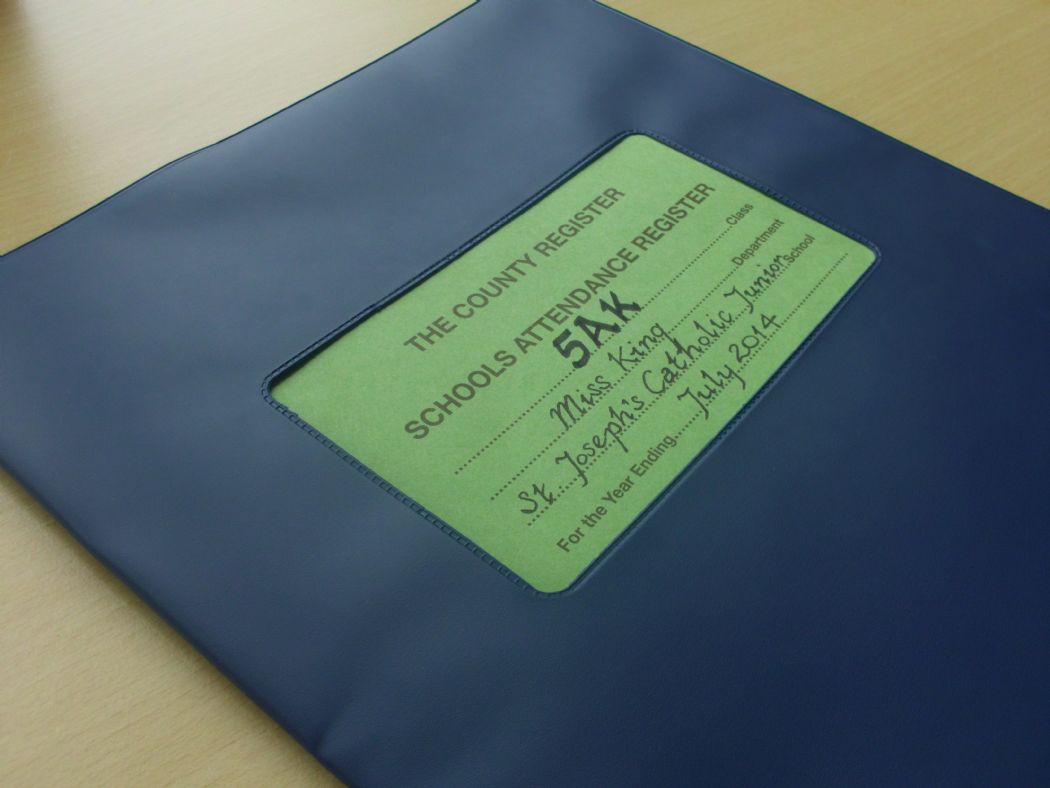 THE COUNTY REGISTER
SCHOOLS ATTENDANCE REGISTER
5AK Class
Miss King Department
St Joseph's Catholic Junior School
For the Year Ending July 2014